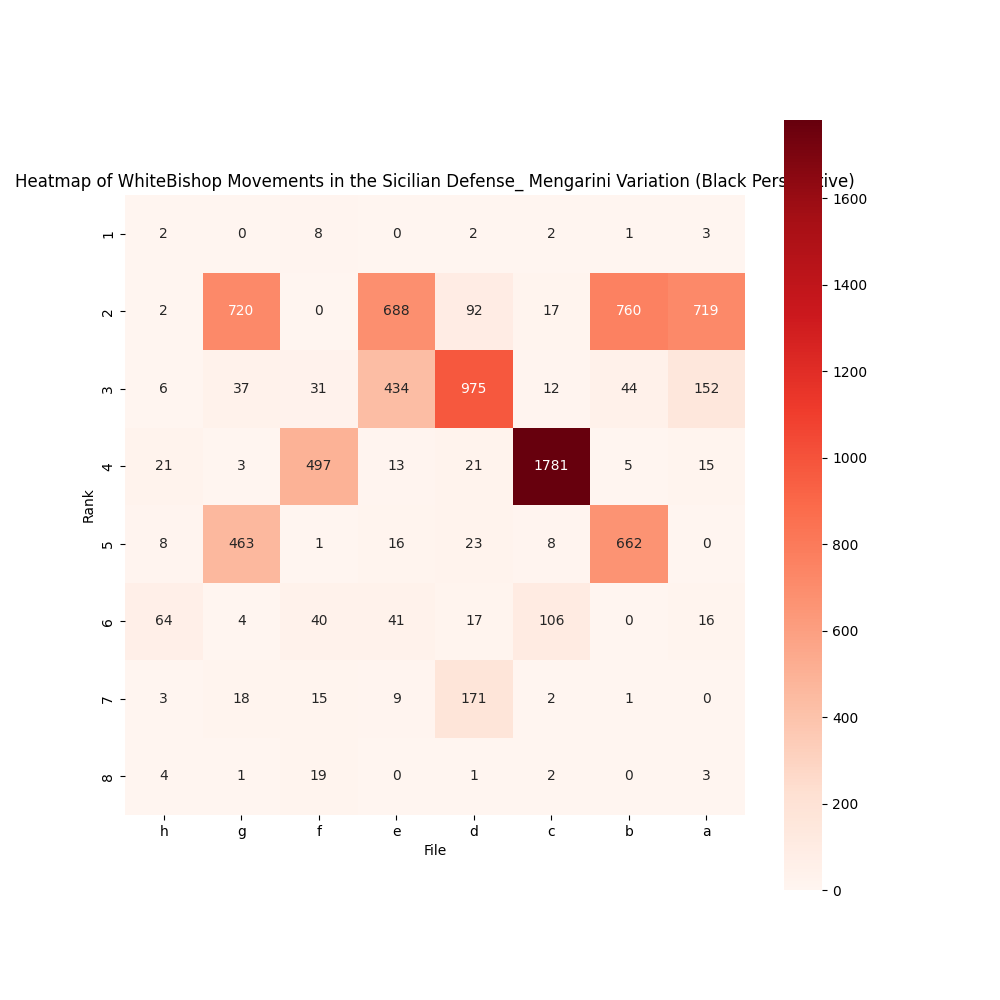 Heatmap of WhiteBishop Movements in the Sicilian Defense_ Mengarini Variation (Black Perspective)
1600
1400
1200
1000
800
600
400
200
0
Rank
1 2 0 8 0 2 2 1 3
2 2 720 0 688 92 17 760 719
3 6 37 31 434 975 12 44 152
4 21 3 497 13 21 1781 5 15
5 8 463 1 16 23 8 662 0
6 64 4 40 41 17 106 0 16
7 3 18 15 9 171 2 1 0
8 4 1 19 0 1 2 0 3
h g f e d c b a
File